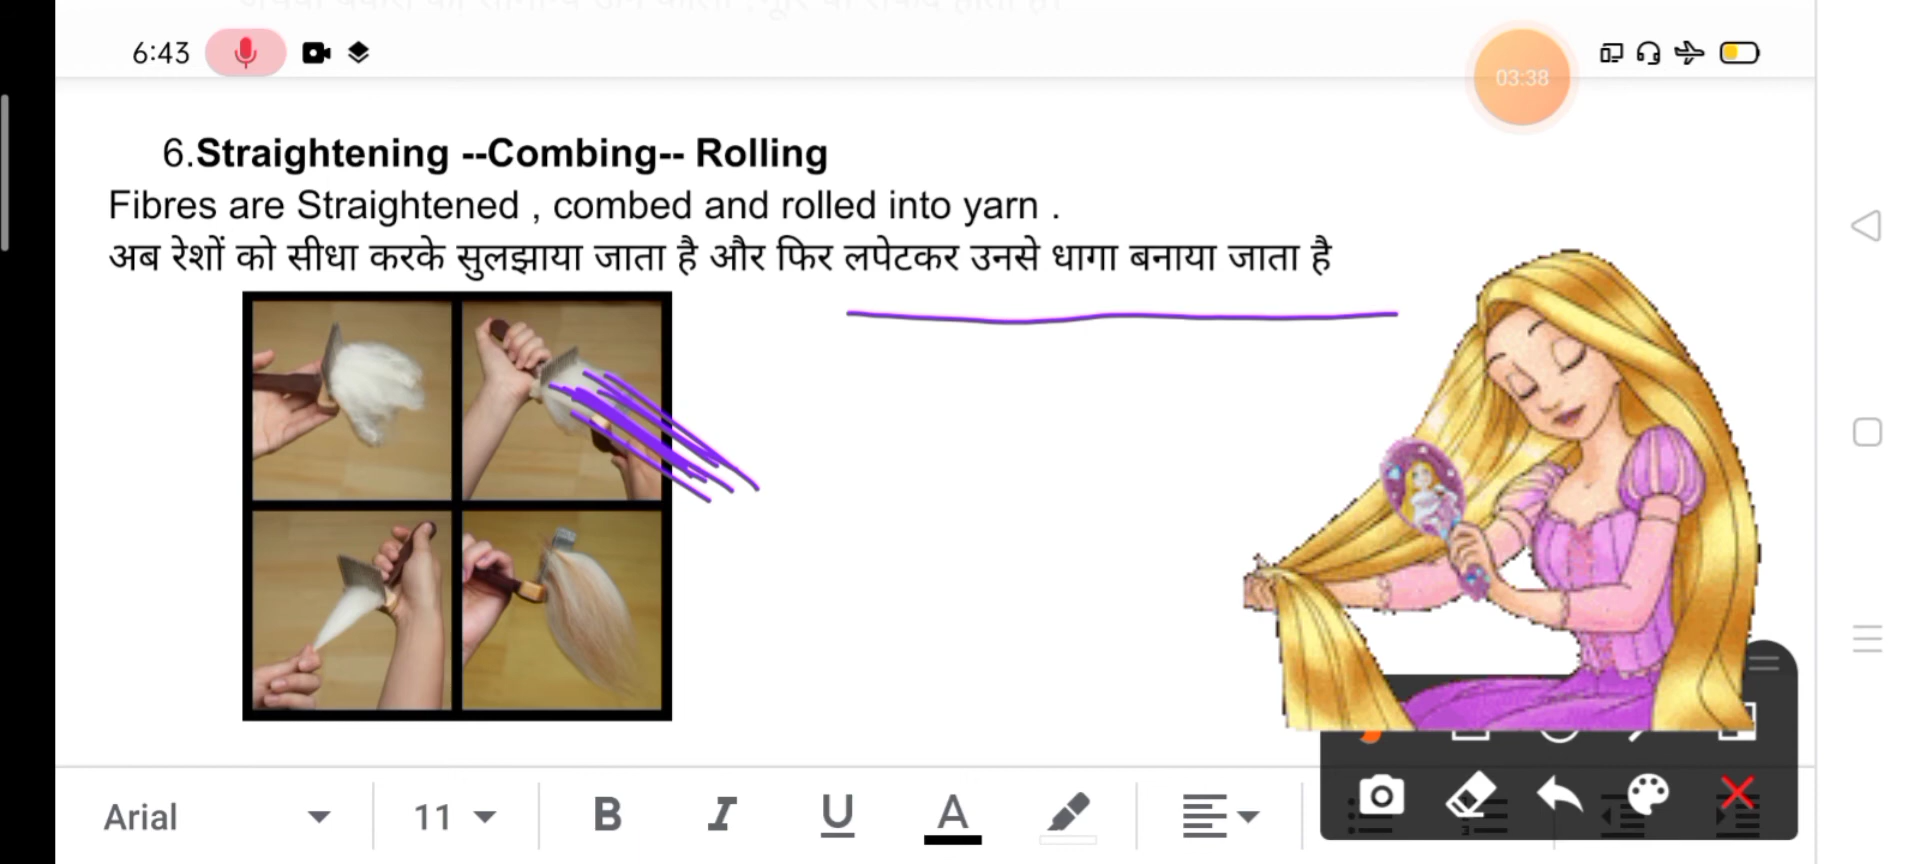 6:43
03:38
6.Straightening --Combing-- Rolling
Fibres are Straightened , combed and rolled into yarn .
अब रेशों को सीधा करके सुलझाया जाता है और फिर लपेटकर उनसे धागा बनाया जाता है
Arial 11 B I U A